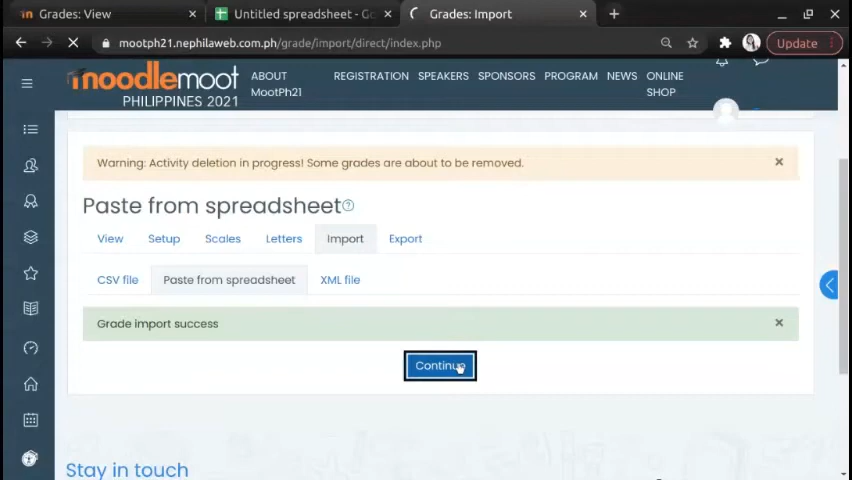 Grades: View
Untitled spreadsheet - Go
Grades: Import
mootph21.nephilaweb.com.ph/grade/import/direct/index.php
Update
moodlemoot
PHILIPPINES 2021
ABOUT
MootPh21
REGISTRATION
SPEAKERS
SPONSORS
PROGRAM
NEWS
ONLINE
SHOP
Warning: Activity deletion in progress! Some grades are about to be removed.
Paste from spreadsheet
View
Setup
Scales
Letters
Import
Export
CSV file
Paste from spreadsheet
XML file
Grade import success
Continue
Stay in touch